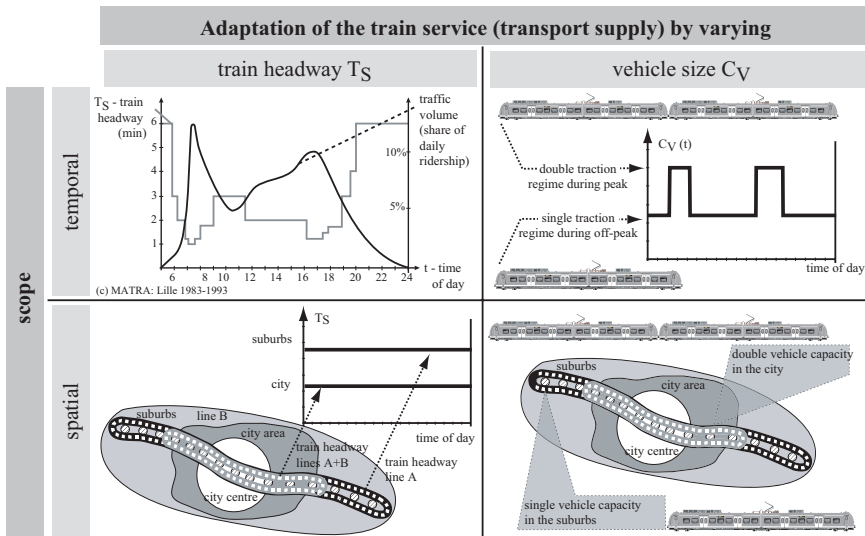 Adaptation of the train service (transport supply) by varying
train headway TS
vehicle size CV
scope
temporal
TS - train
headway
(min)
6
5
4
3
2
1
traffic
volume
(share of
daily
ridership)
10%
5%
6 8 10 12 14 16 18 20 22 24
t - time
of day
(c) MATRA: Lille 1983-1993
CV (t)
double traction
regime during peak
single traction
regime during off-peak
time of day
spatial
TS
suburbs
city
time of day
suburbs
line B
city area
train headway
lines A+B
train headway
line A
city centre
suburbs
city area
double vehicle capacity
in the city
city centre
single vehicle capacity
in the suburbs